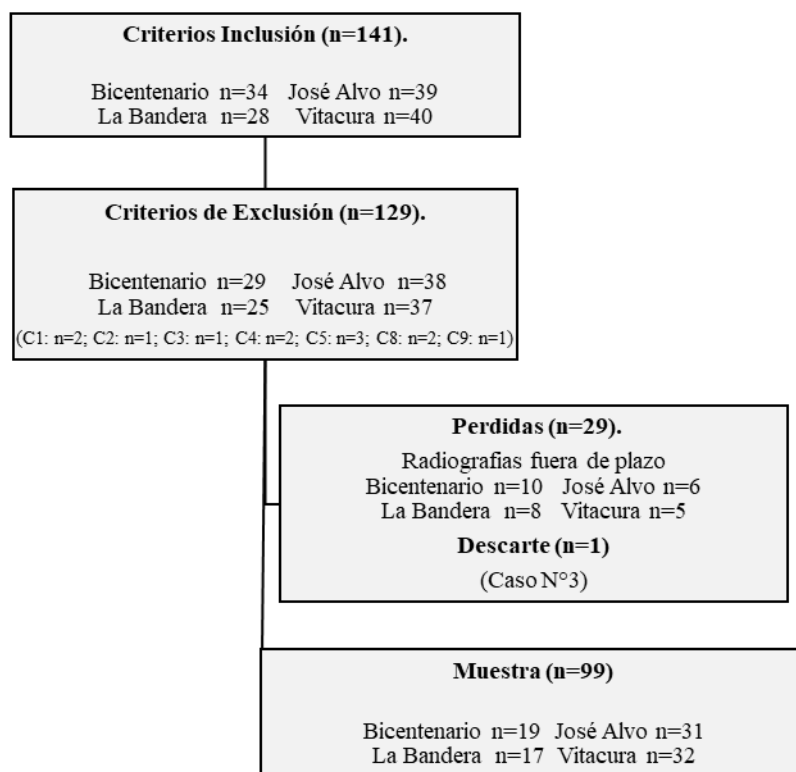 Criterios Inclusión (n=141).
Bicentenario n=34 José Alvo n=39
La Bandera n=28 Vitacura n=40
Criterios de Exclusión (n=129).
Bicentenario n=29 José Alvo n=38
La Bandera n=25 Vitacura n=37
(C1: n=2; C2: n=1; C3: n=1; C4: n=2; C5: n=3; C8: n=2; C9: n=1)
Perdidas (n=29).
Radiografias fuera de plazo
Bicentenario n=10 José Alvo n=6
La Bandera n=8 Vitacura n=5
Descarte (n=1)
(Caso N°3)
Muestra (n=99)
Bicentenario n=19 José Alvo n=31
La Bandera n=17 Vitacura n=32